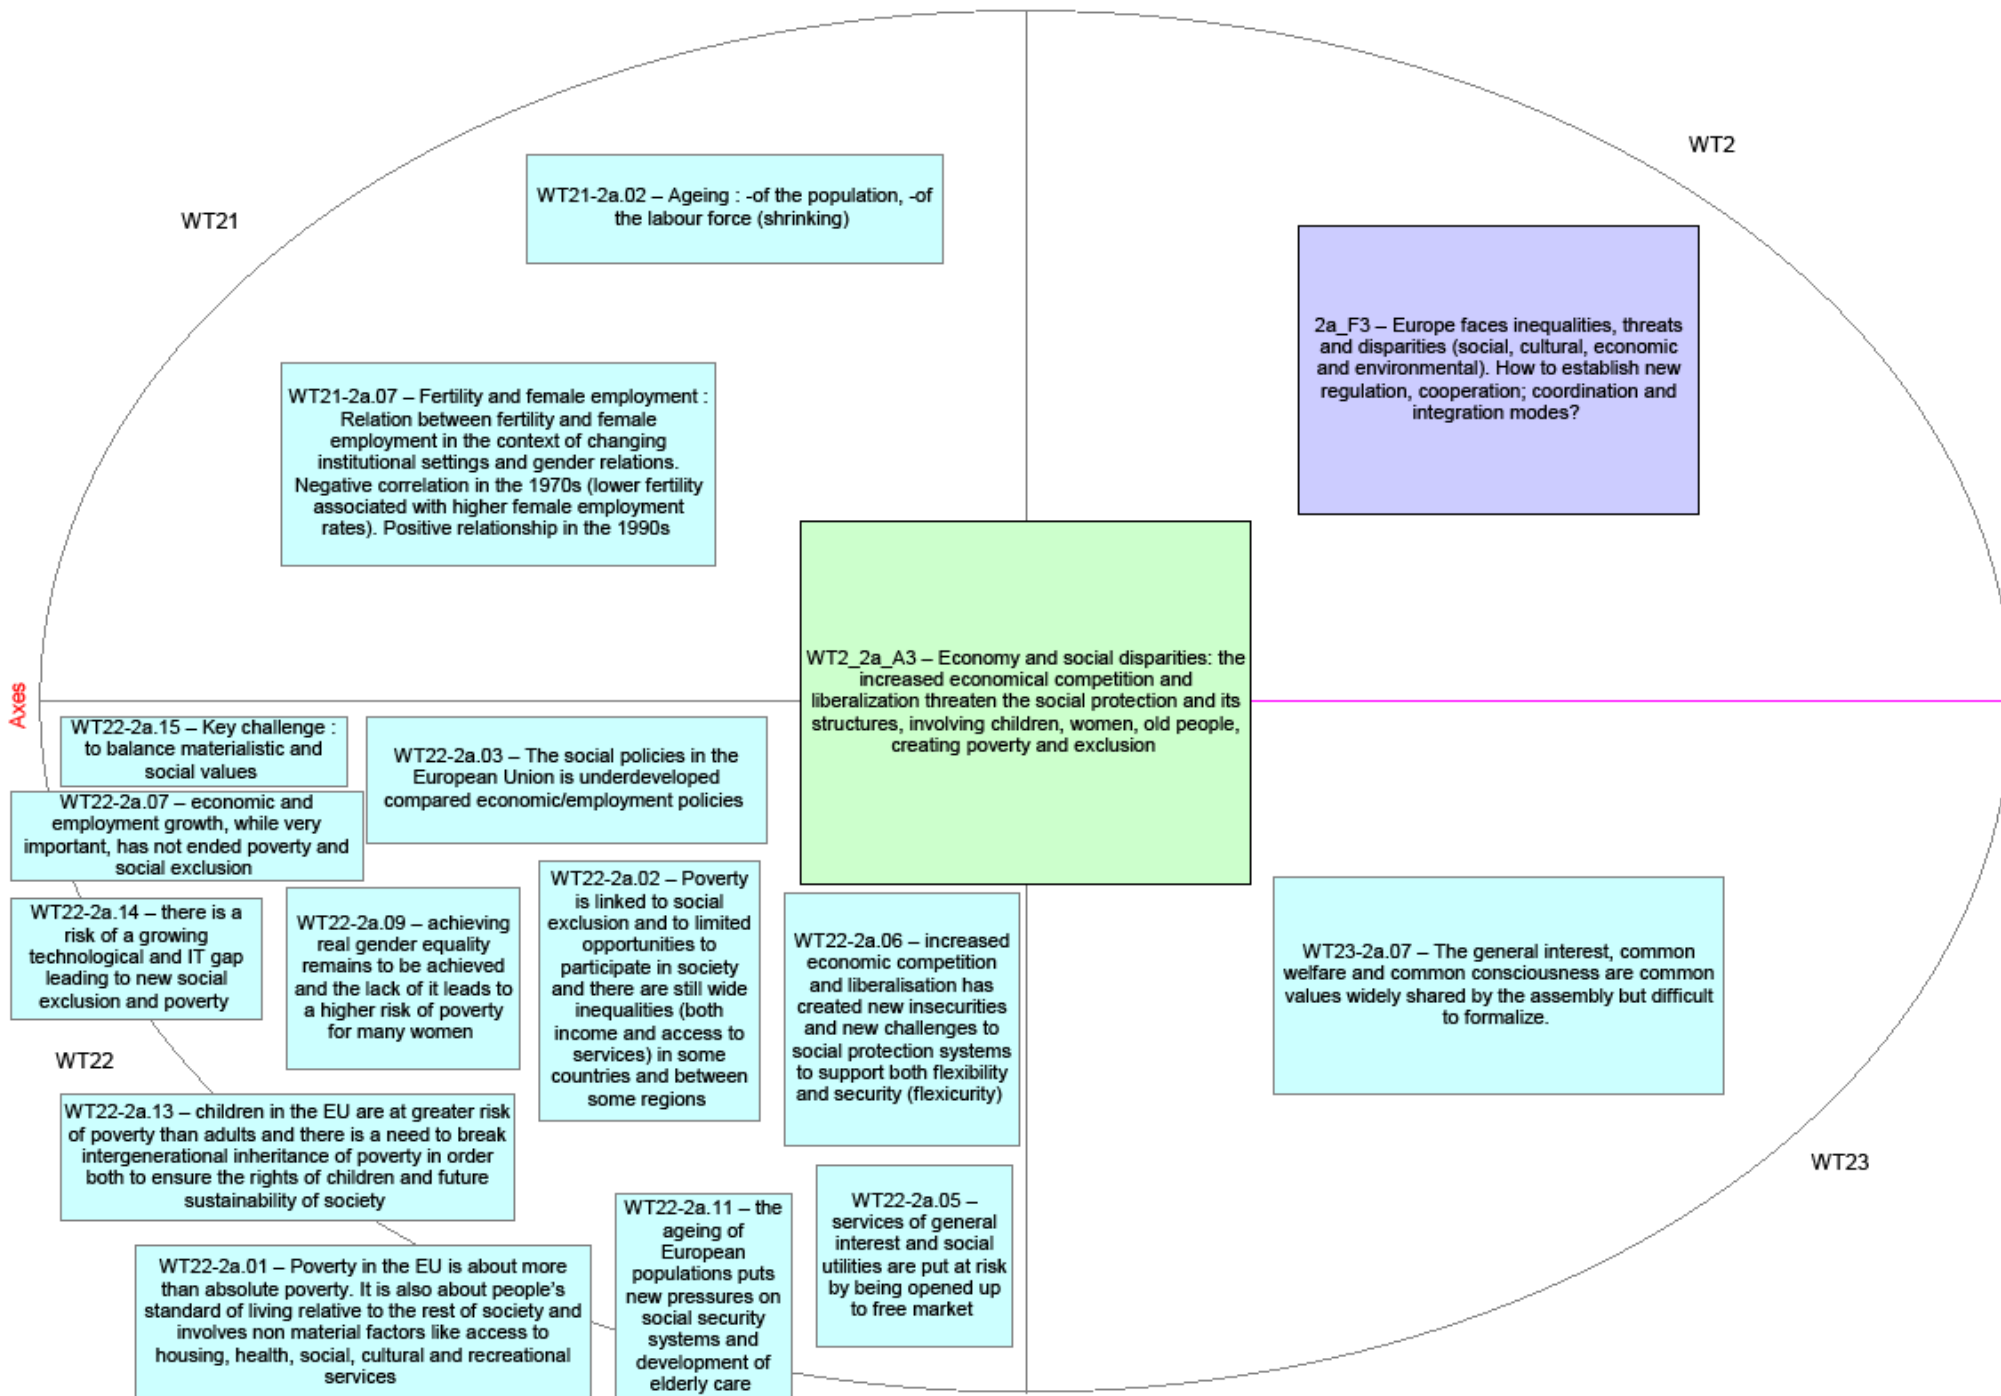 WT2
WT21
WT21-2a.02 – Ageing : -of the population, -of
the labour force (shrinking)
2a_F3 – Europe faces inequalities, threats
and disparities (social, cultural, economic
and environmental). How to establish new
regulation, cooperation; coordination and
integration modes?
WT21-2a.07 – Fertility and female employment :
Relation between fertility and female
employment in the context of changing
institutional settings and gender relations.
Negative correlation in the 1970s (lower fertility
associated with higher female employment
rates). Positive relationship in the 1990s
WT2_2a_A3 – Economy and social disparities: the
increased economical competition and
liberalization threaten the social protection and its
structures, involving children, women, old people,
creating poverty and exclusion
Axes
WT22-2a.15 – Key challenge :
to balance materialistic and
social values
WT22-2a.03 – The social policies in the
European Union is underdeveloped
compared economic/employment policies
WT22-2a.07 – economic and
employment growth, while very
important, has not ended poverty and
social exclusion
WT22-2a.14 – there is a
risk of a growing
technological and IT gap
leading to new social
exclusion and poverty
WT22-2a.09 – achieving
real gender equality
remains to be achieved
and the lack of it leads to
a higher risk of poverty
for many women
WT22-2a.02 – Poverty
is linked to social
exclusion and to limited
opportunities to
participate in society
and there are still wide
inequalities (both
income and access to
services) in some
countries and between
some regions
WT22-2a.06 – increased
economic competition
and liberalisation has
created new insecurities
and new challenges to
social protection systems
to support both flexibility
and security (flexicurity)
WT23-2a.07 – The general interest, common
welfare and common consciousness are common
values widely shared by the assembly but difficult
to formalize.
WT22
WT22-2a.13 – children in the EU are at greater risk
of poverty than adults and there is a need to break
intergenerational inheritance of poverty in order
both to ensure the rights of children and future
sustainability of society
WT23
WT22-2a.01 – Poverty in the EU is about more
than absolute poverty. It is also about people's
standard of living relative to the rest of society and
involves non material factors like access to
housing, health, social, cultural and recreational
services
WT22-2a.11 – the
ageing of
European
populations puts
new pressures on
social security
systems and
development of
elderly care
WT22-2a.05 –
services of general
interest and social
utilities are put at risk
by being opened up
to free market